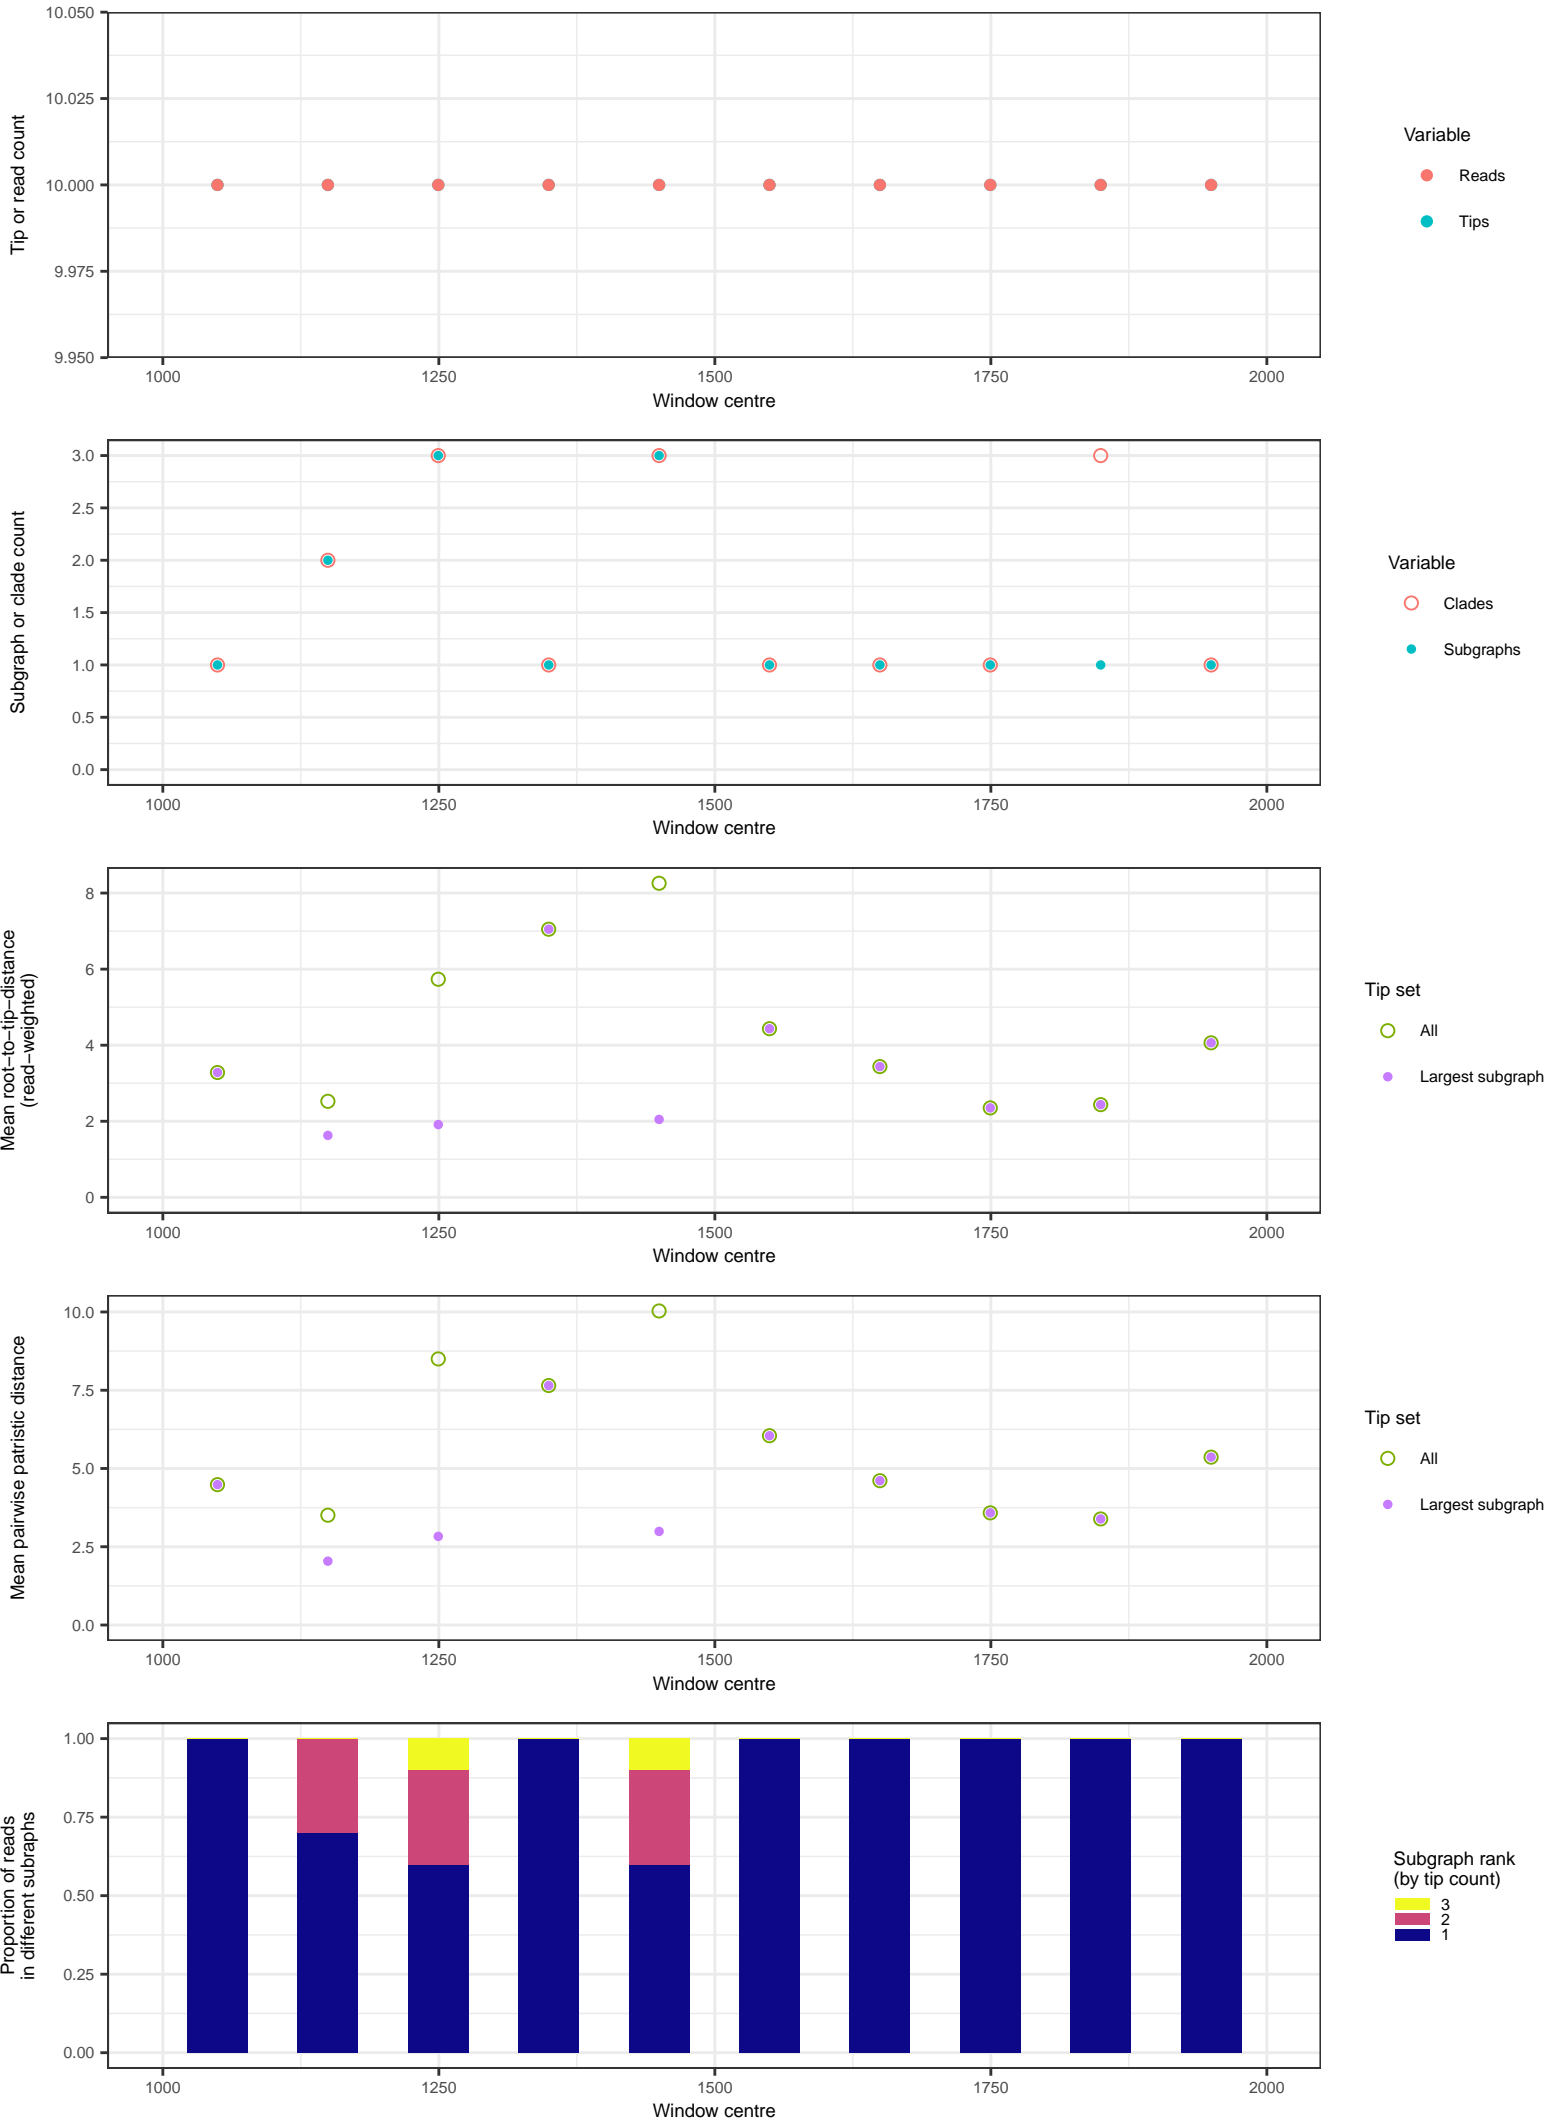 10.050
10.025
10.000
9.975
9.950
Tip or read count
1000 1250 1500 1750 2000
Window centre
Variable
Reads
Tips
3.0
2.5
2.0
1.5
1.0
0.5
0.0
Subgraph or clade count
1000 1250 1500 1750 2000
Window centre
Variable
Clades
Subgraphs
8
6
4
2
0
Mean root−to−tip−distance
(read−weighted)
1000 1250 1500 1750 2000
Window centre
Tip set
All
Largest subgraph
10.0
7.5
5.0
2.5
0.0
Mean pairwise patristic distance
1000 1250 1500 1750 2000
Window centre
Tip set
All
Largest subgraph
1.00
0.75
0.50
0.25
0.00
Proportion of reads
in different subraphs
1000 1250 1500 1750 2000
Window centre
Subgraph rank
(by tip count)
3
2
1